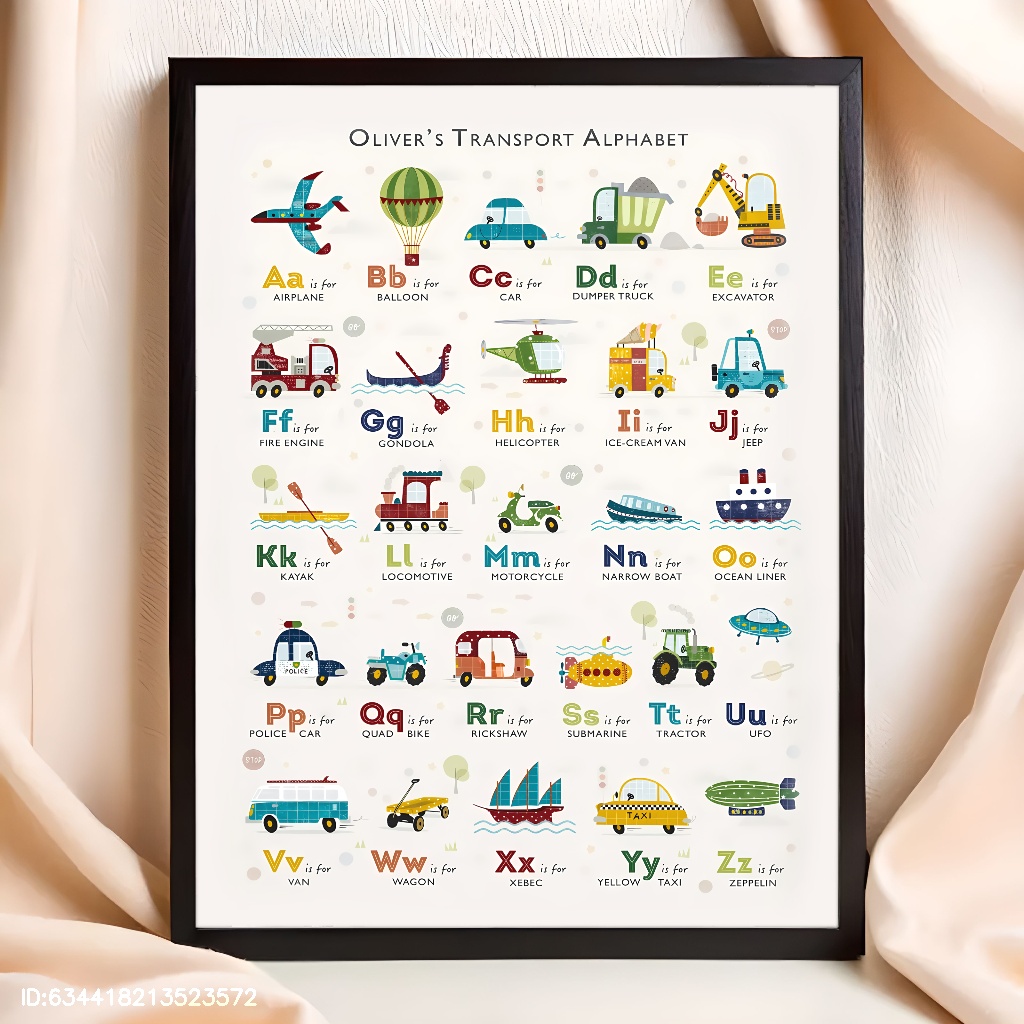 OLIVER'S TRANSPORT ALPHABET
Aa is for Bb is for Cc is for Dd is for Ee is for
AIRPLANE BALLOON CAR DUMPER TRUCK EXCAVATOR
GO! STOP
Ff is for Gg is for Hh is for Ii is for Jj is for
FIRE ENGINE GONDOLA HELICOPTER ICE-CREAM VAN JEEP
GO!
Kk is for Ll is for Mm is for Nn is for Oo is for
KAYAK LOCOMOTIVE MOTORCYCLE NARROW BOAT OCEAN LINER
GO!
POLICE
Pp is for Qq is for Rr is for Ss is for Tt is for Uu is for
POLICE CAR QUAD BIKE RICKSHAW SUBMARINE TRACTOR UFO
STOP
TAXI
Vv is for Ww is for Xx is for Yy is for Zz is for
VAN WAGON XEBEC YELLOW TAXI ZEPPELIN
ID:634418213523572